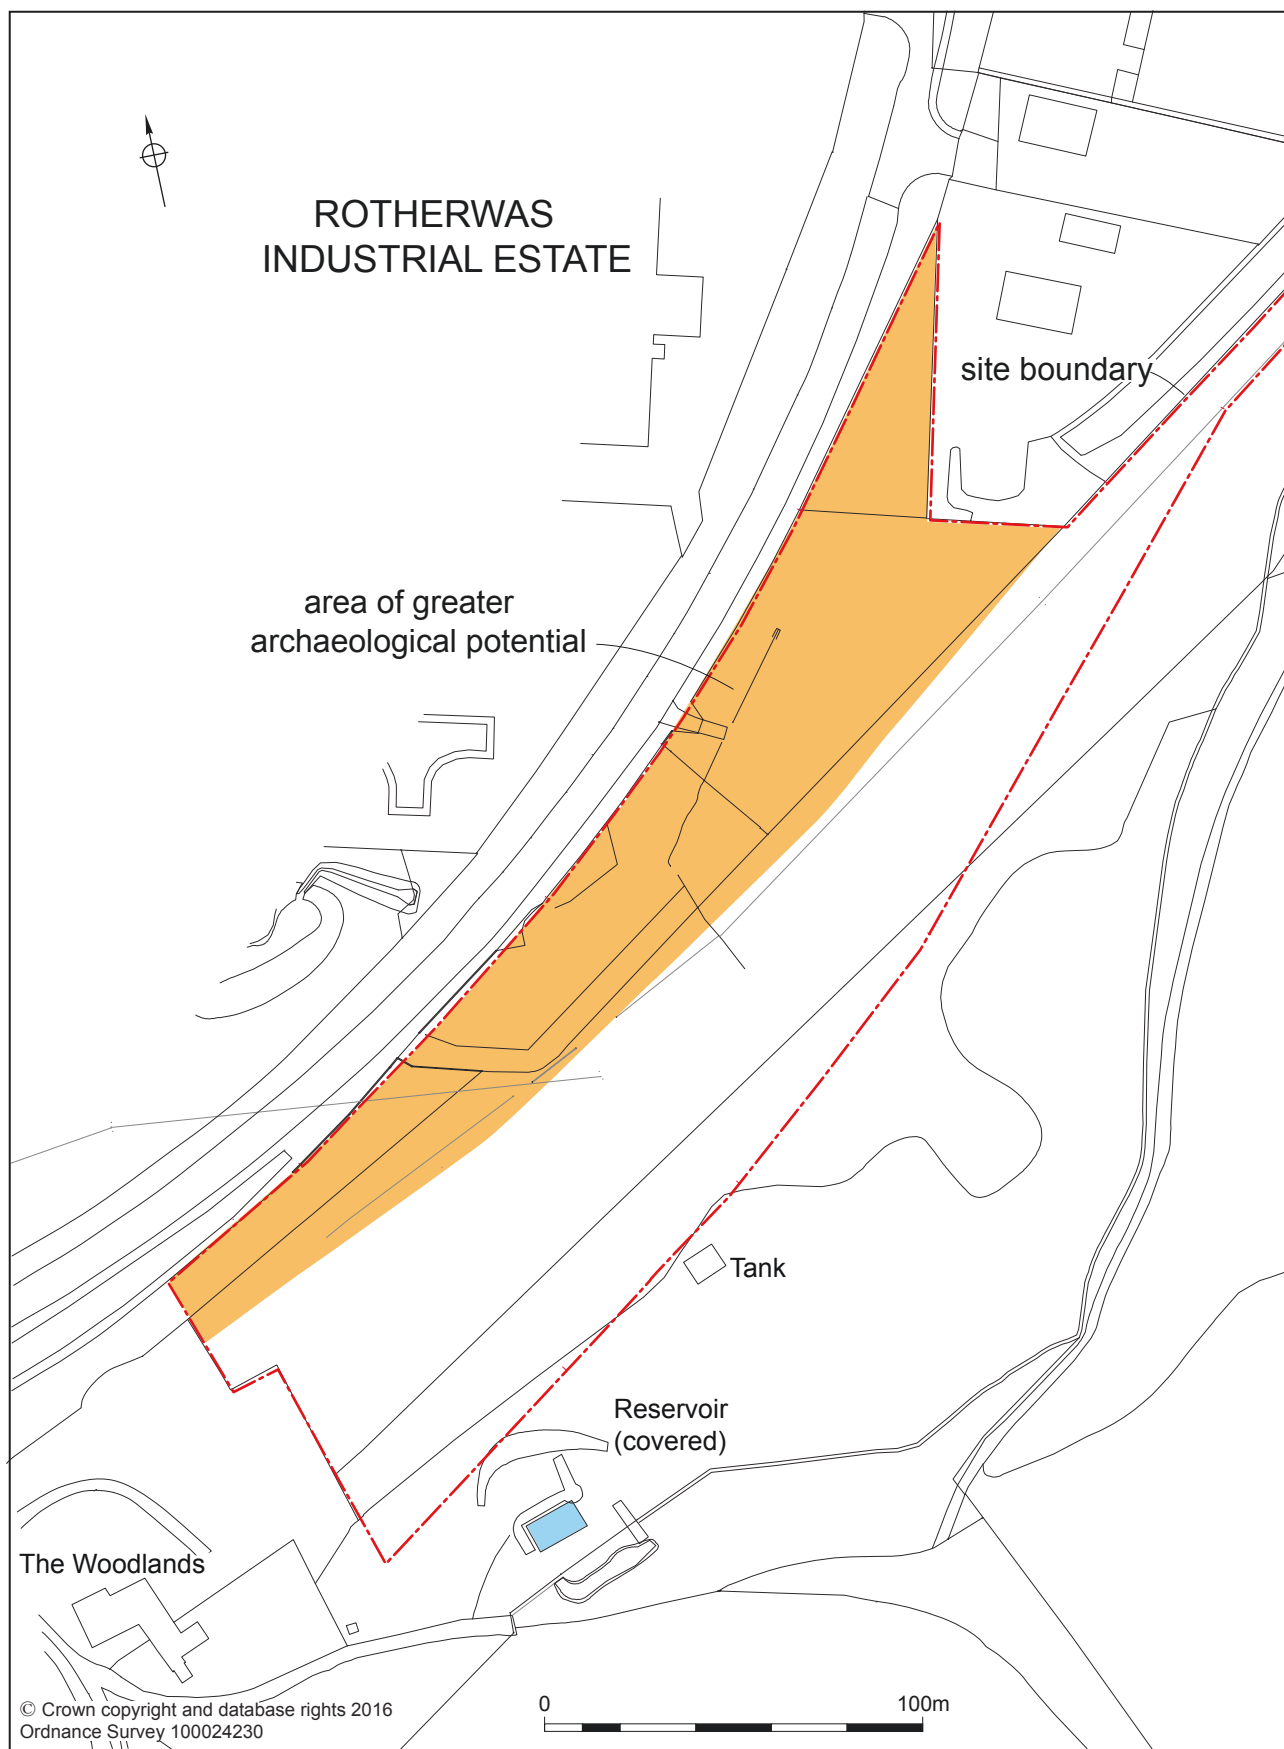 ROTHERWAS
INDUSTRIAL ESTATE
site boundary
area of greater
archaeological potential
Tank
Reservoir
(covered)
The Woodlands
© Crown copyright and database rights 2016
Ordnance Survey 100024230
0 100m